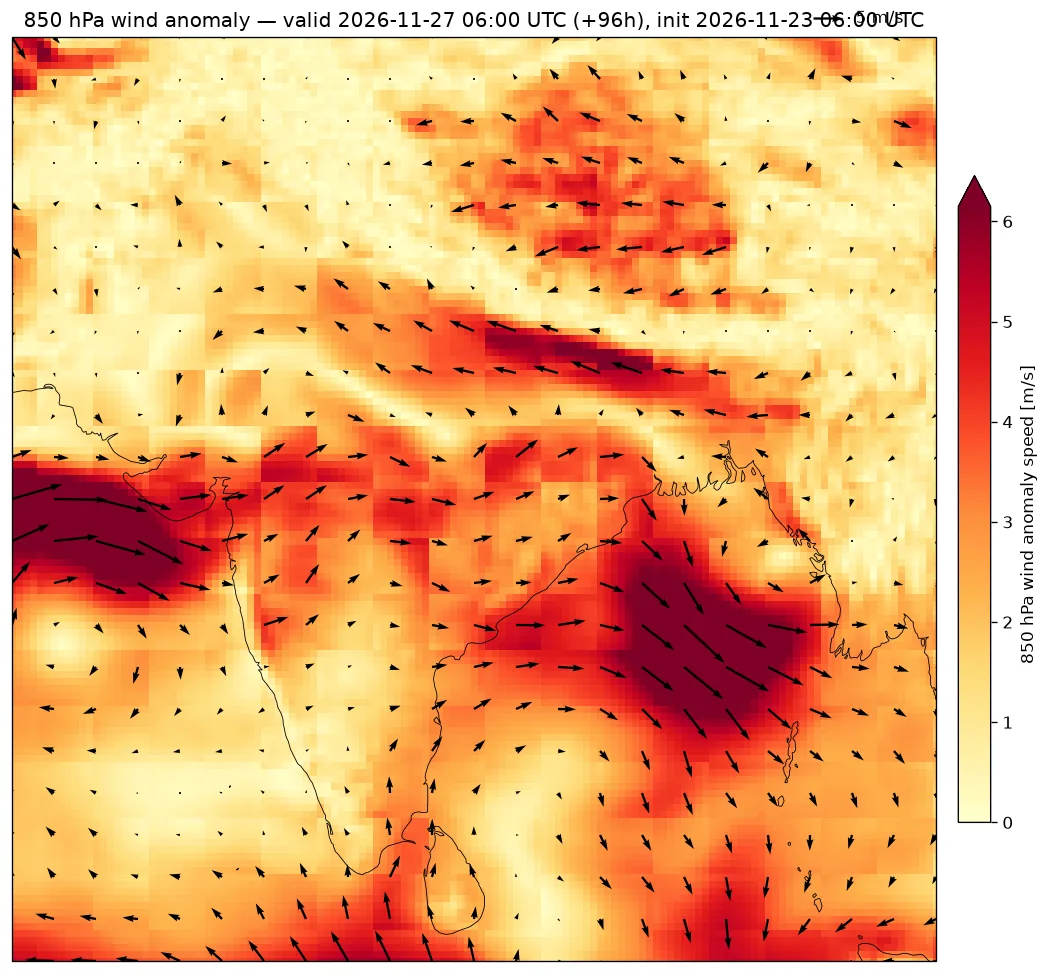 850 hPa wind anomaly — valid 2026-11-27 06:00 UTC (+96h), init 2026-11-23 06:00 UTC
5 m/s
6
5
4
3
2
1
0
850 hPa wind anomaly speed [m/s]